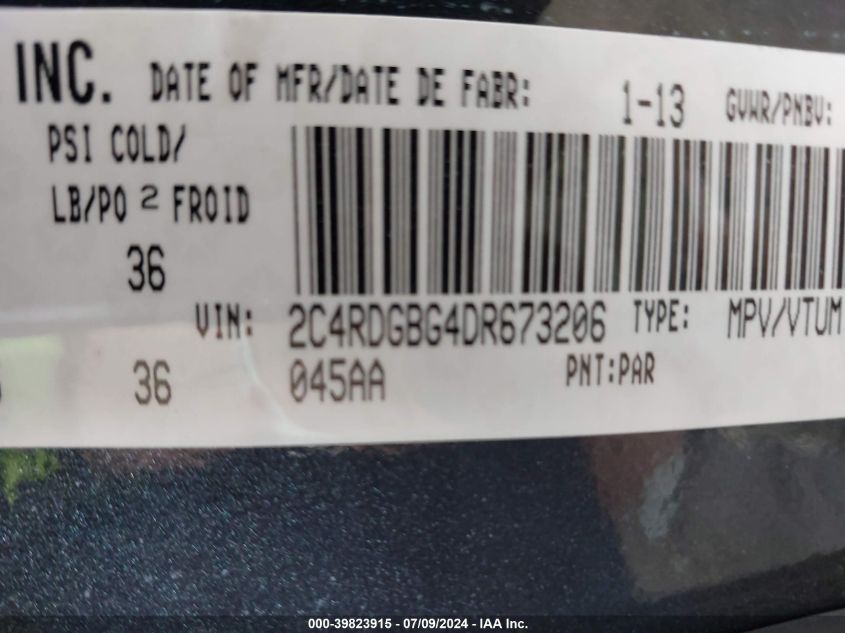 INC. DATE OF MFR/DATE DE FABR: 1-13 GVWR/PNBV:
PSI COLD/
LB/PO 2 FROID
36
VIN: 2C4RDGBG4DR673206 TYPE: MPV/VTUM
36 045AA PNT:PAR
000-39823915 / 07/09/2024 - IAA Inc.